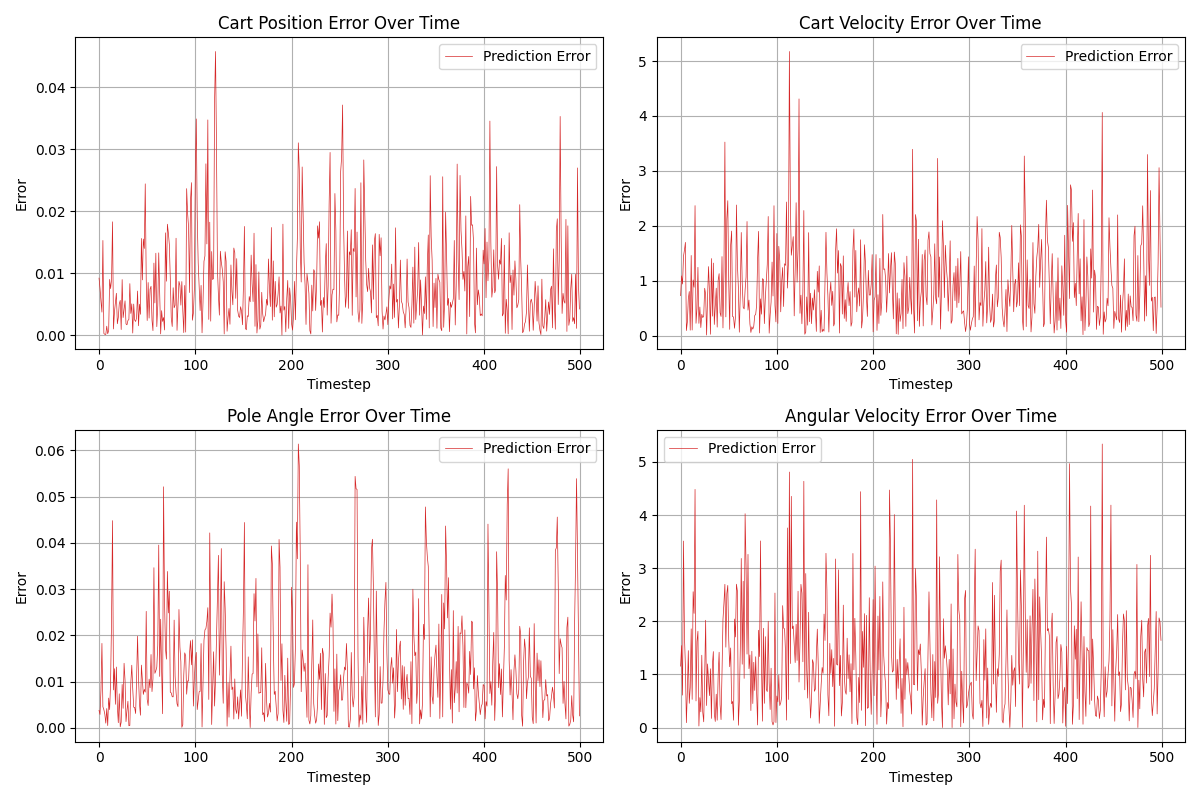 Cart Position Error Over Time
Prediction Error
Error
0.04
0.03
0.02
0.01
0.00
0 100 200 300 400 500
Timestep
Cart Velocity Error Over Time
Prediction Error
Error
5
4
3
2
1
0
0 100 200 300 400 500
Timestep
Pole Angle Error Over Time
Prediction Error
Error
0.06
0.05
0.04
0.03
0.02
0.01
0.00
0 100 200 300 400 500
Timestep
Angular Velocity Error Over Time
Prediction Error
Error
5
4
3
2
1
0
0 100 200 300 400 500
Timestep